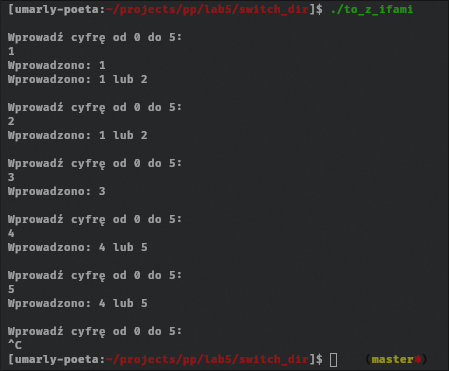 [umarly-poeta:~/projects/pp/lab5/switch_dir]$ ./to_z_ifami
Wprowadź cyfrę od 0 do 5:
1
Wprowadzono: 1
Wprowadzono: 1 lub 2
Wprowadź cyfrę od 0 do 5:
2
Wprowadzono: 1 lub 2
Wprowadź cyfrę od 0 do 5:
3
Wprowadzono: 3
Wprowadź cyfrę od 0 do 5:
4
Wprowadzono: 4 lub 5
Wprowadź cyfrę od 0 do 5:
5
Wprowadzono: 4 lub 5
Wprowadź cyfrę od 0 do 5:
^C
[umarly-poeta:~/projects/pp/lab5/switch_dir]$ (master●)